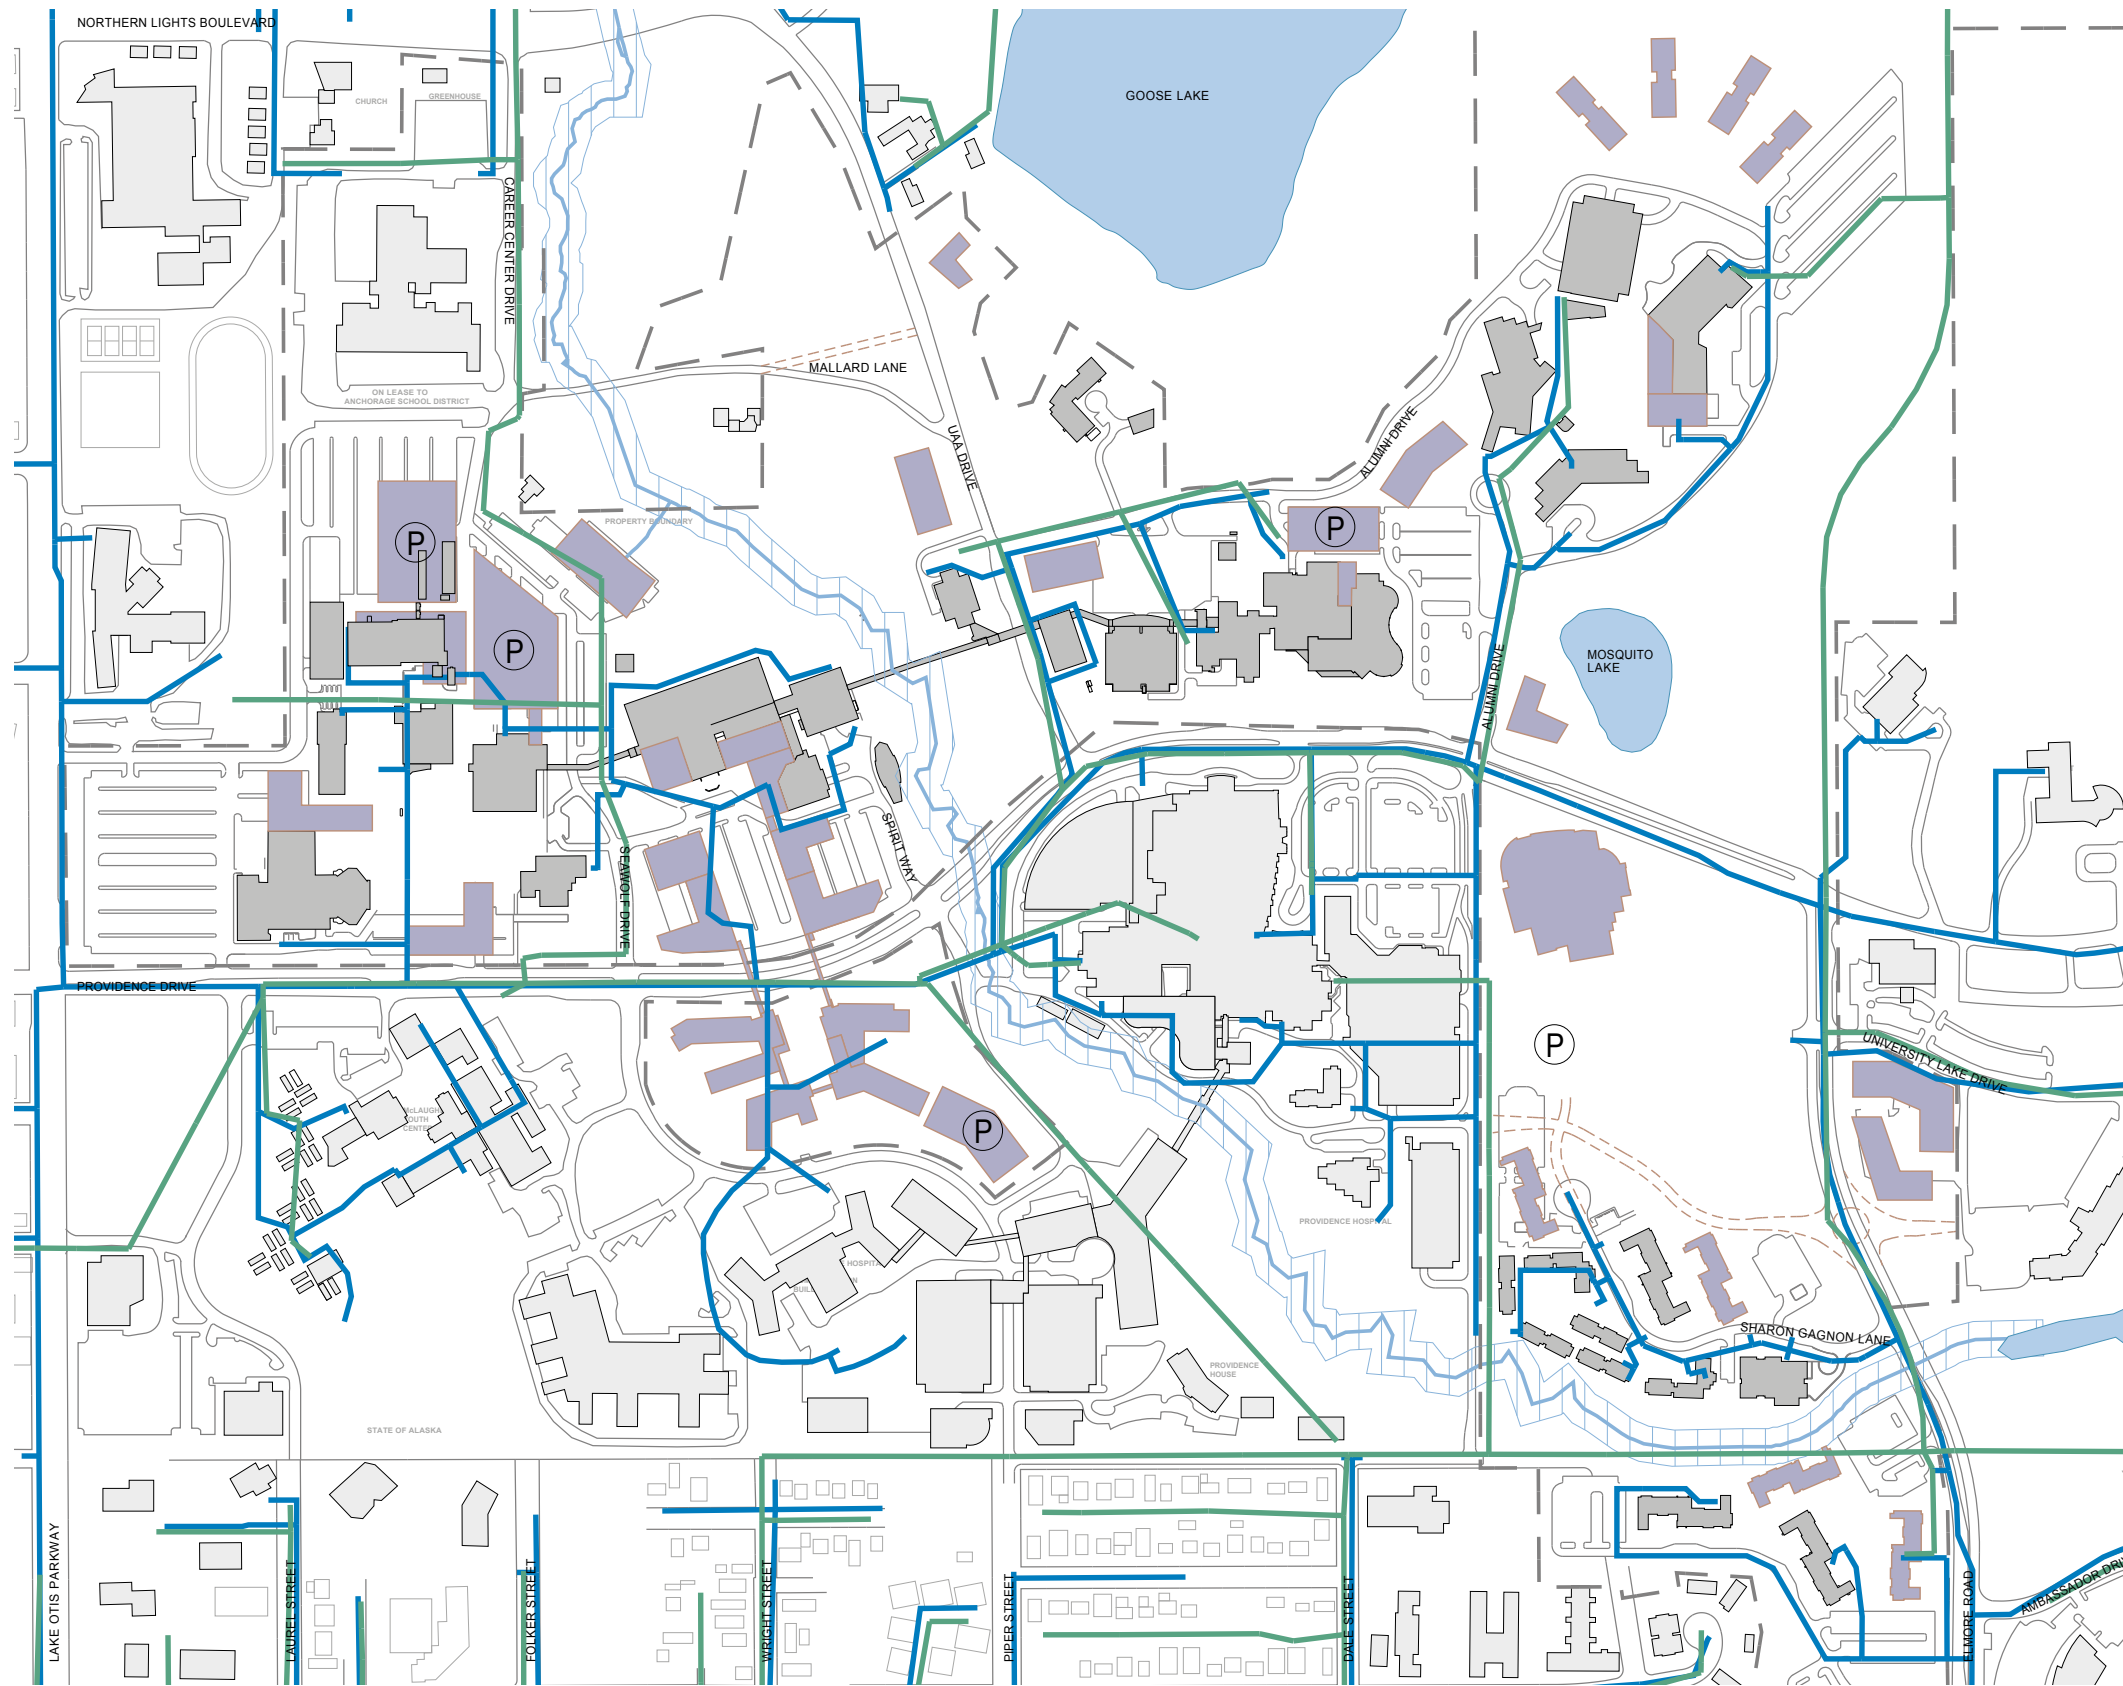 NORTHERN LIGHTS BOULEVARD
CHURCH
GREENHOUSE
GOOSE LAKE
CAREER CENTER DRIVE
MALLARD LANE
ON LEASE TO
ANCHORAGE SCHOOL DISTRICT
UAA DRIVE
ALUMNI DRIVE
PROPERTY BOUNDARY
P
P
P
MOSQUITO
LAKE
ALUMNI DRIVE
SPIRIT WAY
SEAWOLF DRIVE
PROVIDENCE DRIVE
P
UNIVERSITY LAKE DRIVE
P
PROVIDENCE HOSPITAL
SHARON GAGNON LANE
PROVIDENCE
HOUSE
STATE OF ALASKA
LAKE OTIS PARKWAY
LAUREL STREET
FOLKER STREET
WRIGHT STREET
PIPER STREET
DALE STREET
ELMORE ROAD